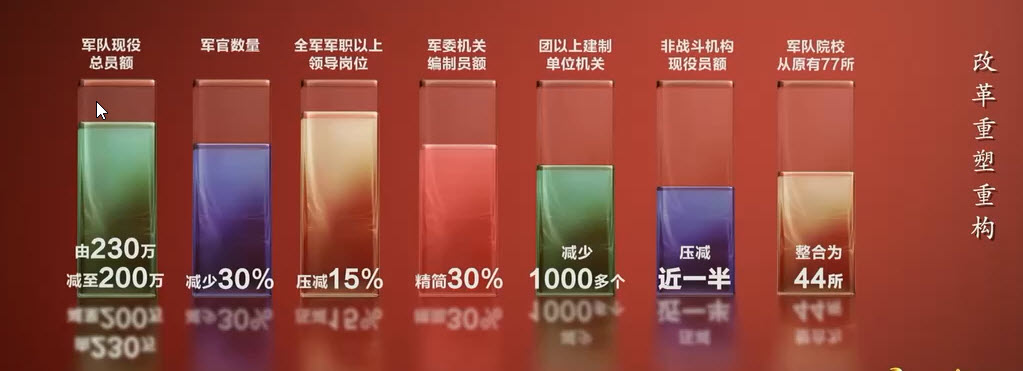 军队现役
总员额
由230万
减至200万
军官数量
减少30%
全军军职以上
领导岗位
压减15%
军委机关
编制员额
精简30%
团以上建制
单位机关
减少
1000多个
非战斗机构
现役员额
压减
近一半
军队院校
从原有77所
整合为
44所
改革重塑重构